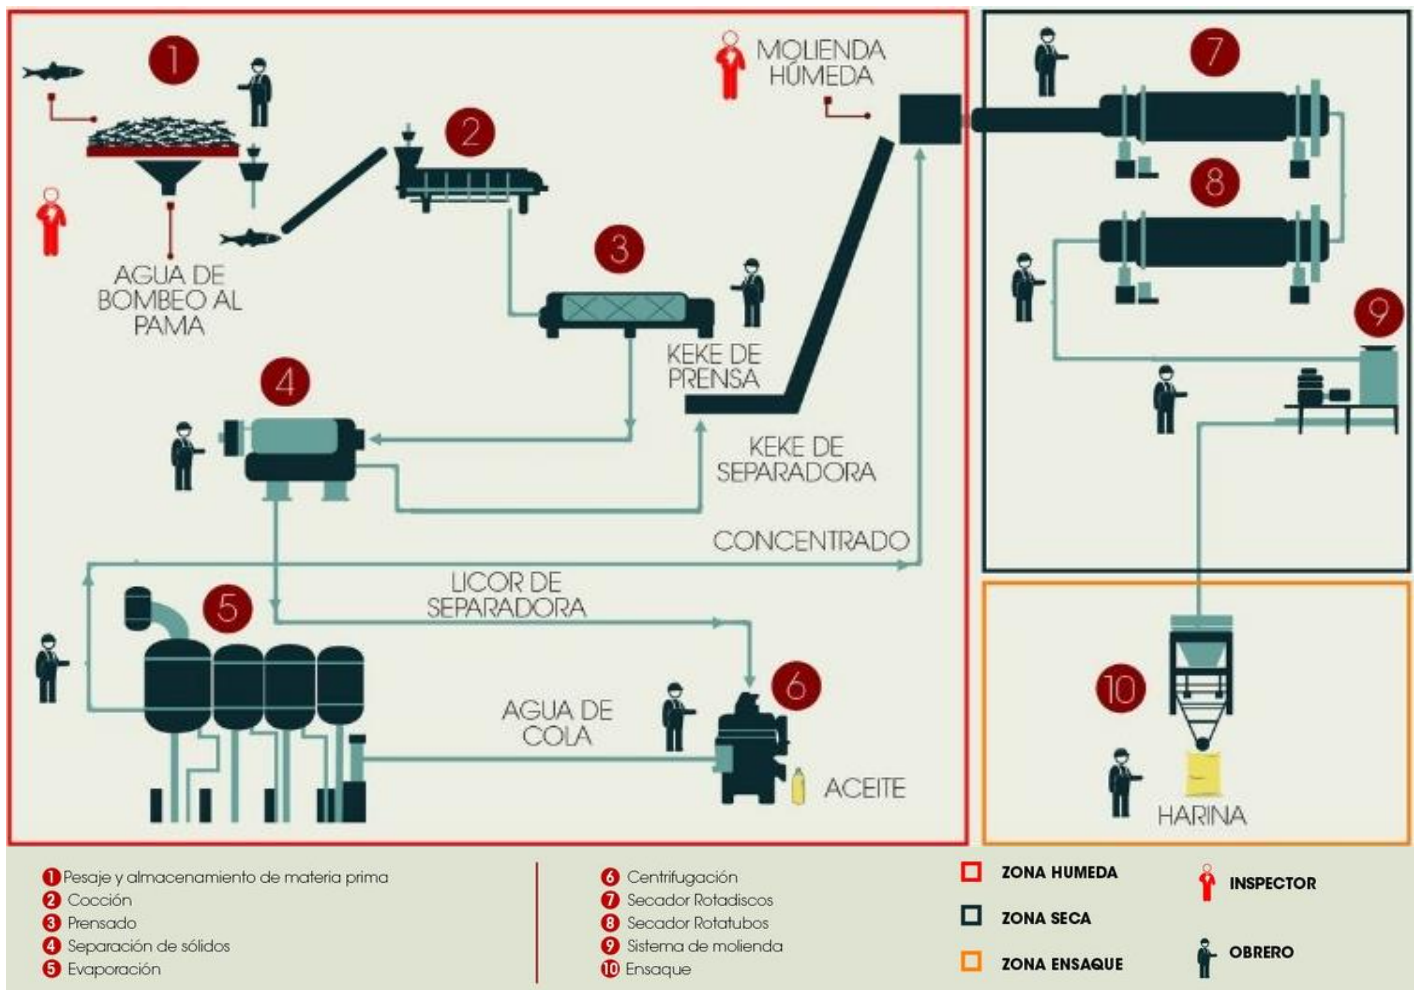 1
2
3
4
5
6
7
8
9
10
MOLIENDA
HÚMEDA
AGUA DE
BOMBEO AL
PAMA
KEKE DE
PRENSA
KEKE DE
SEPARADORA
CONCENTRADO
LICOR DE
SEPARADORA
AGUA DE
COLA
ACEITE
HARINA
1 Pesaje y almacenamiento de materia prima
2 Cocción
3 Prensado
4 Separación de sólidos
5 Evaporación
6 Centrifugación
7 Secador Rotadiscos
8 Secador Rotatubos
9 Sistema de molienda
10 Ensaque
ZONA HUMEDA
ZONA SECA
ZONA ENSAQUE
INSPECTOR
OBRERO